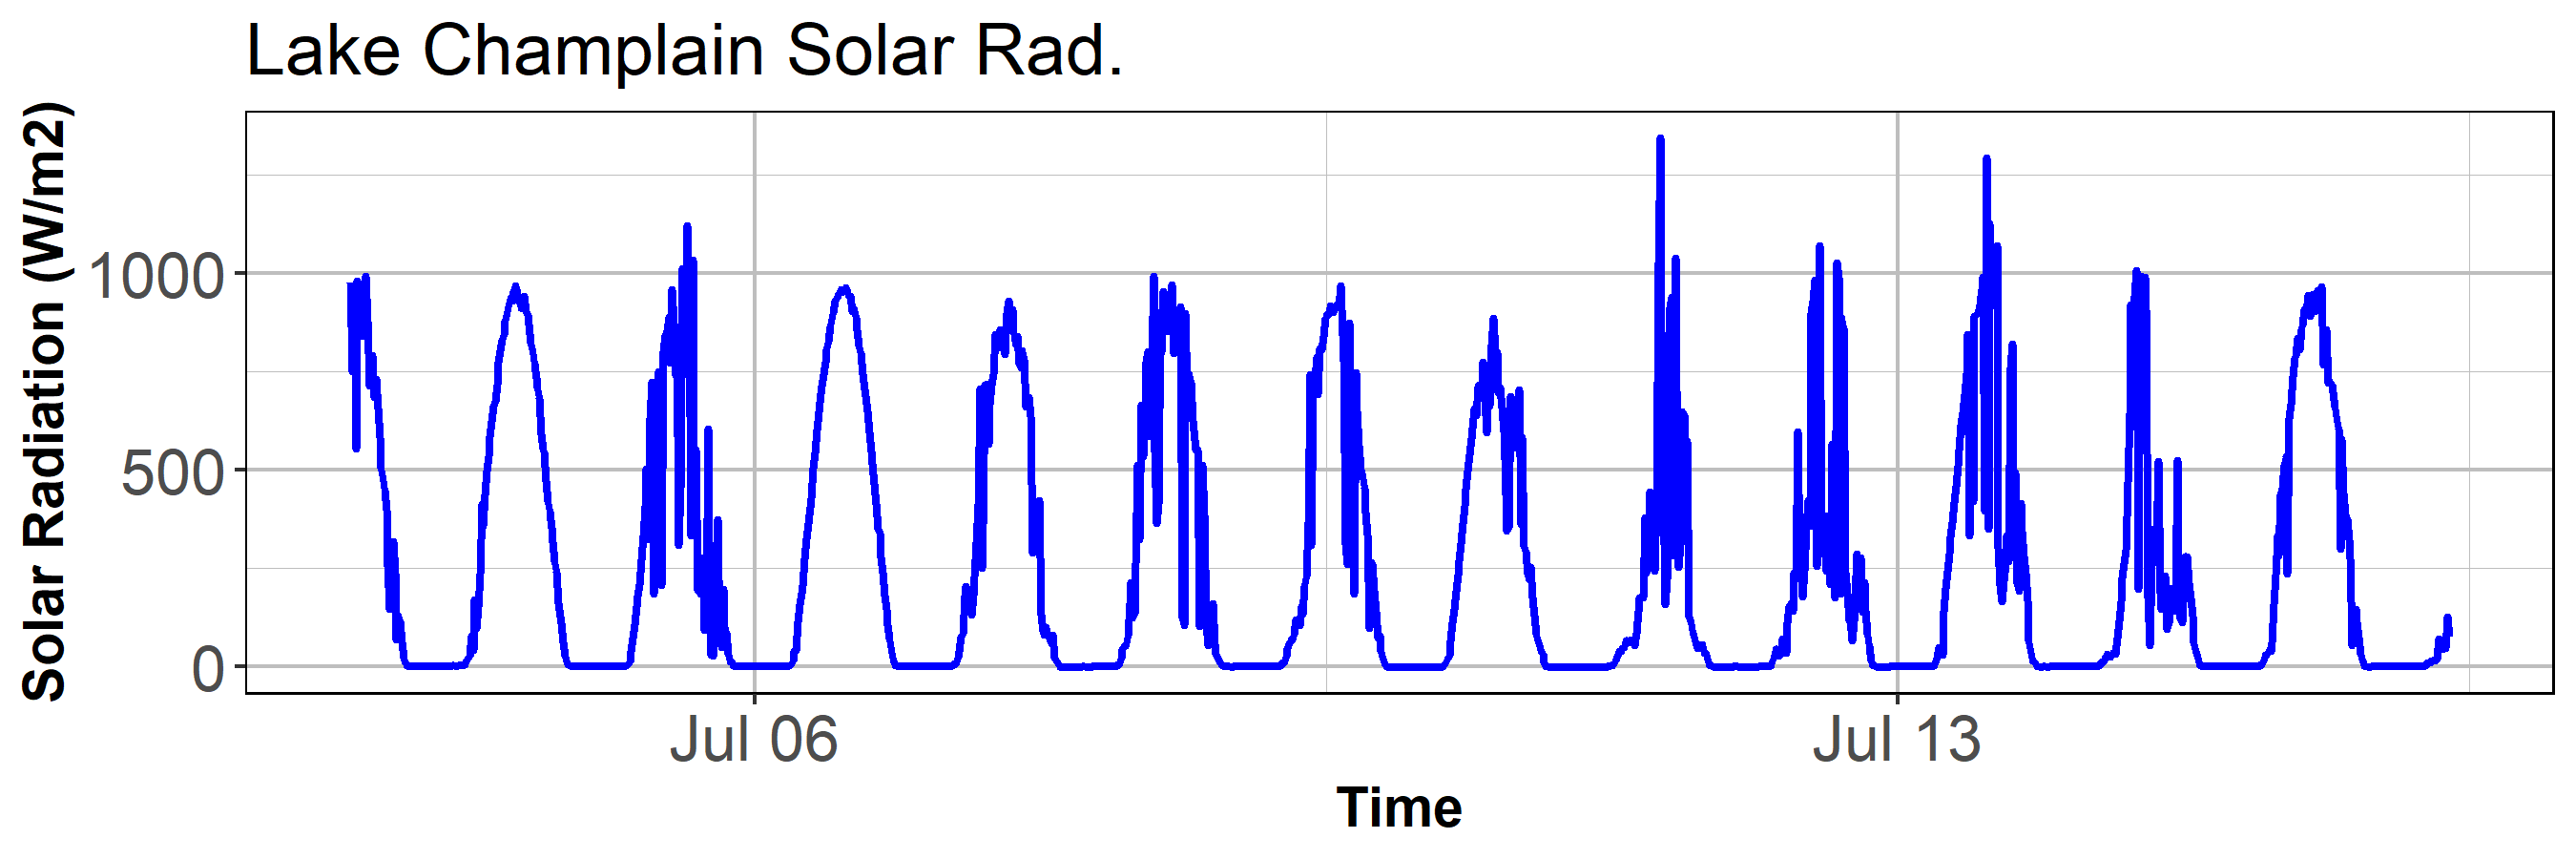 Lake Champlain Solar Rad.
Solar Radiation (W/m2)
1000
500
0
Jul 06
Jul 13
Time